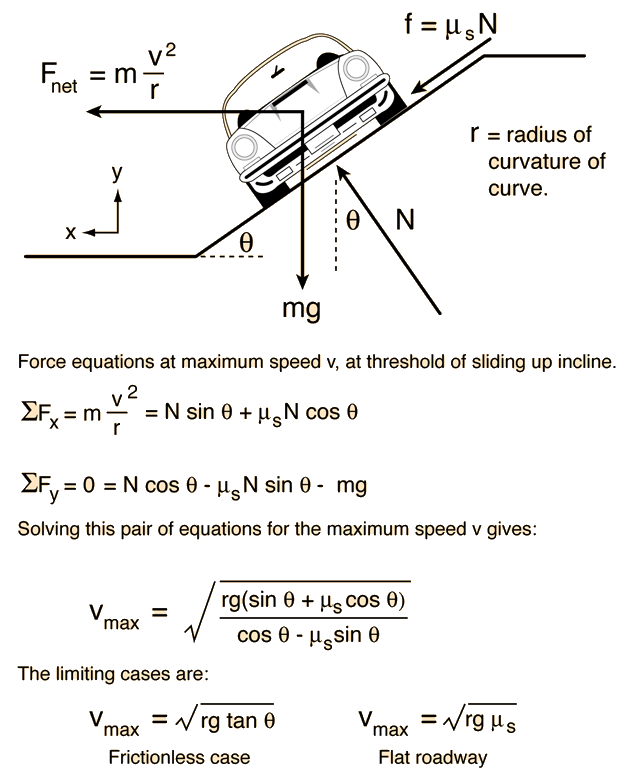 f = μsN
Fnet = m v²/r
r = radius of
curvature of
curve.
y
x
θ
θ
N
mg
Force equations at maximum speed v, at threshold of sliding up incline.
ΣFx = m v²/r = N sin θ + μsN cos θ
ΣFy = 0 = N cos θ - μsN sin θ - mg
Solving this pair of equations for the maximum speed v gives:
vmax = √(rg(sin θ + μs cos θ)/(cos θ - μs sin θ))
The limiting cases are:
vmax = √(rg tan θ) vmax = √(rg μs)
Frictionless case Flat roadway